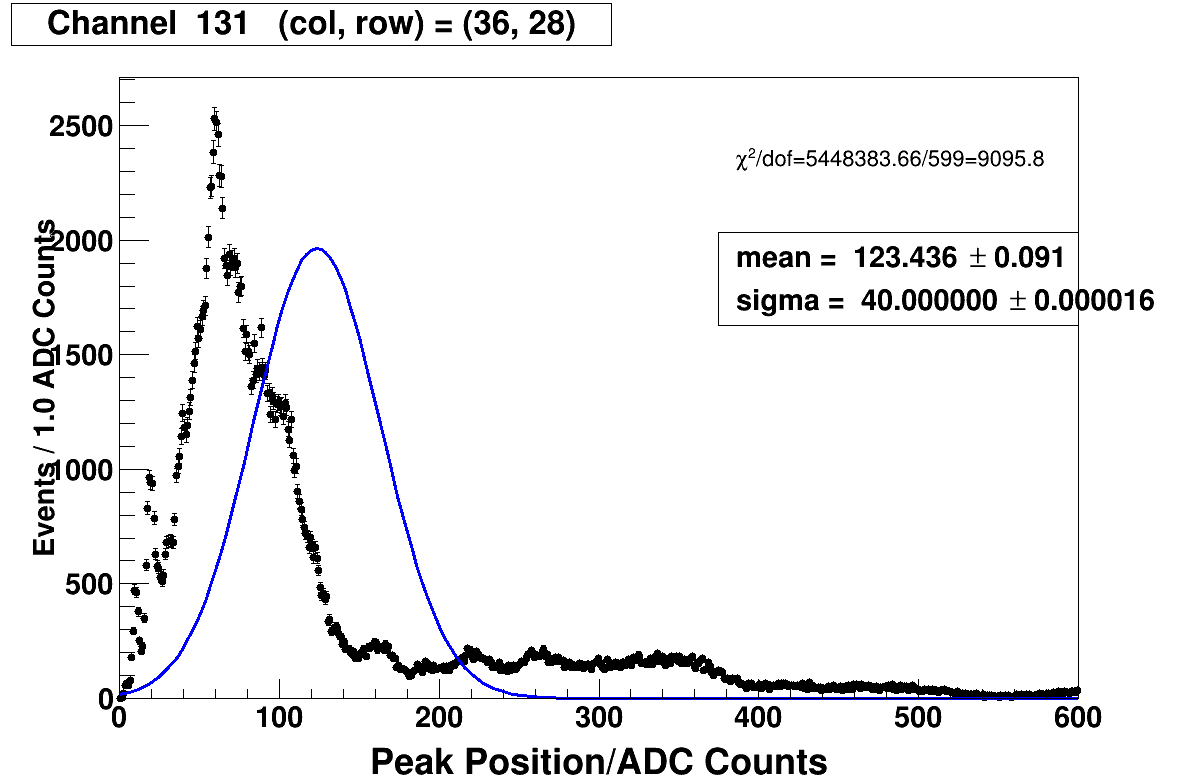 Channel 131 (col, row) = (36, 28)
2500
2000
1500
1000
500
0
Events / 1.0 ADC Counts
χ²/dof=5448383.66/599=9095.8
mean = 123.436 ± 0.091
sigma = 40.000000 ± 0.000016
0 100 200 300 400 500 600
Peak Position/ADC Counts